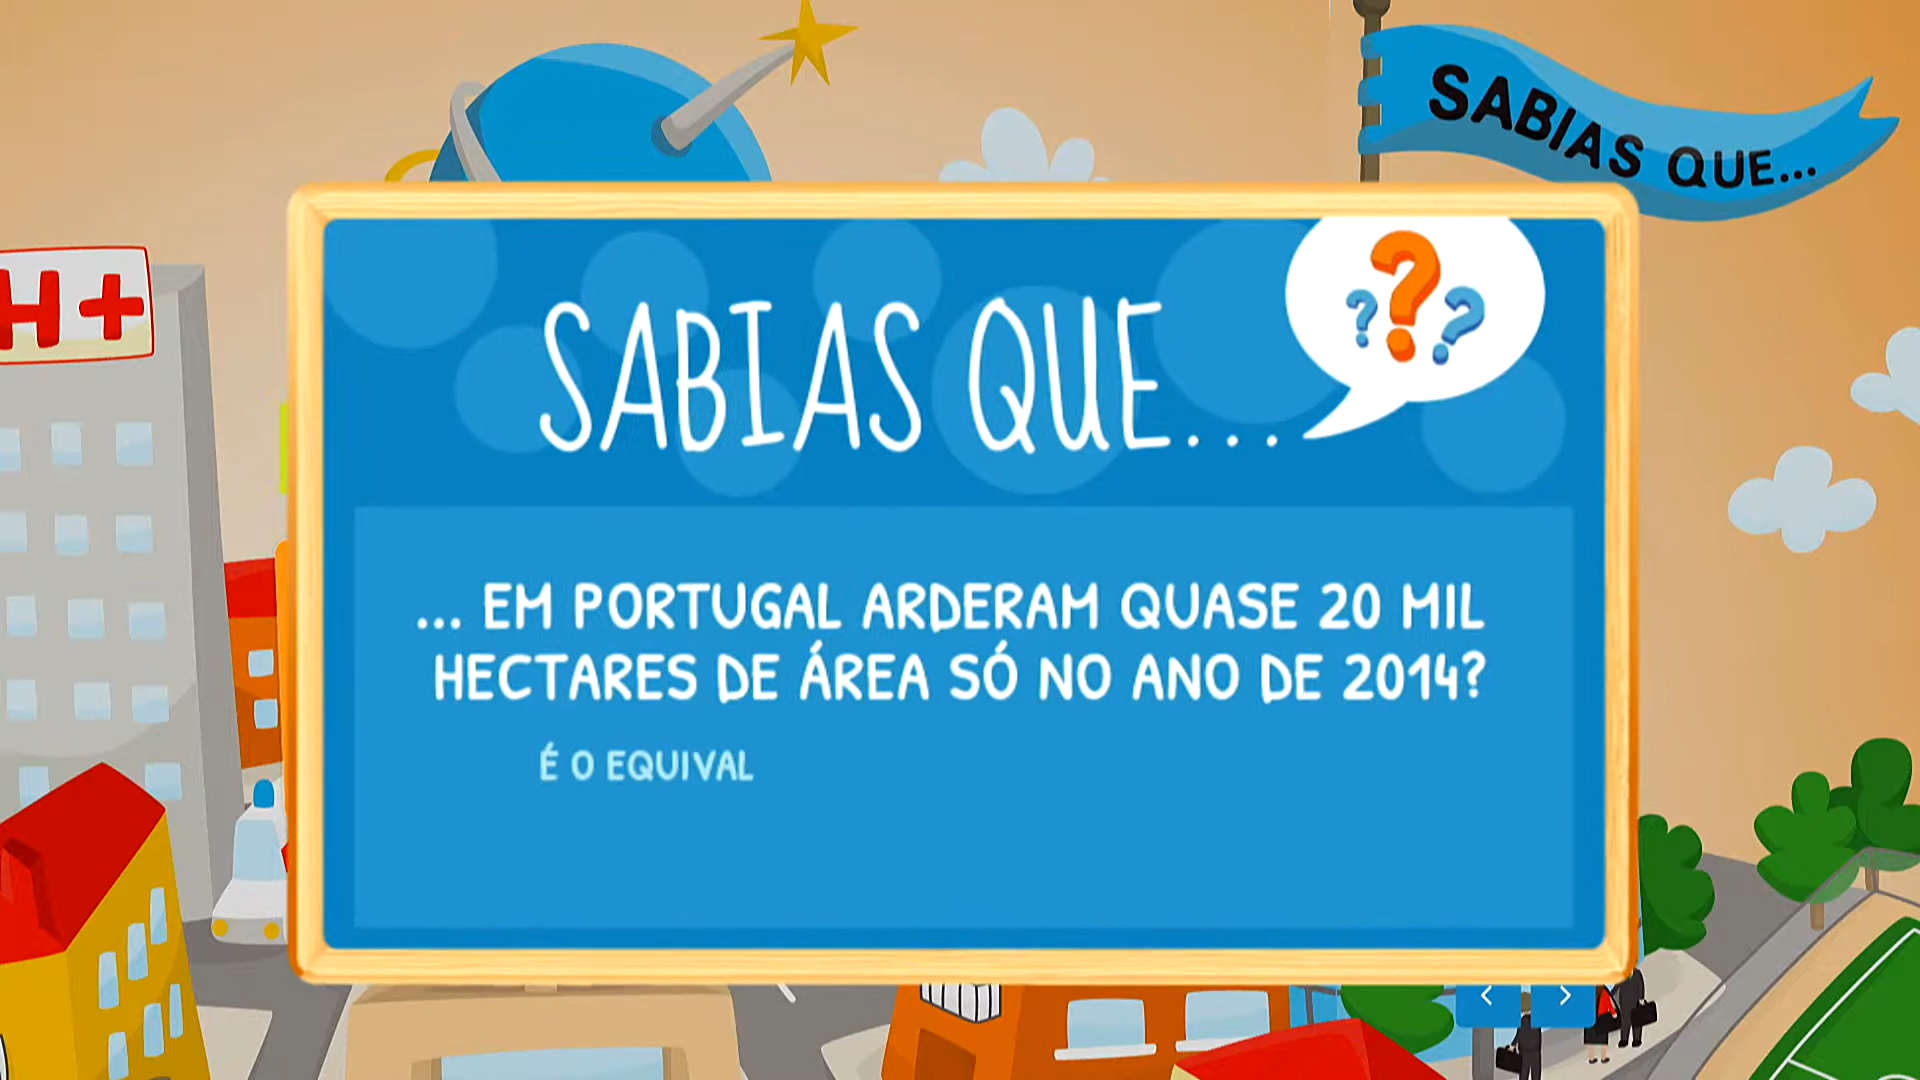 SABIAS QUE...
H+
SABIAS QUE...
... EM PORTUGAL ARDERAM QUASE 20 MIL
HECTARES DE ÁREA SÓ NO ANO DE 2014?
É O EQUIVAL